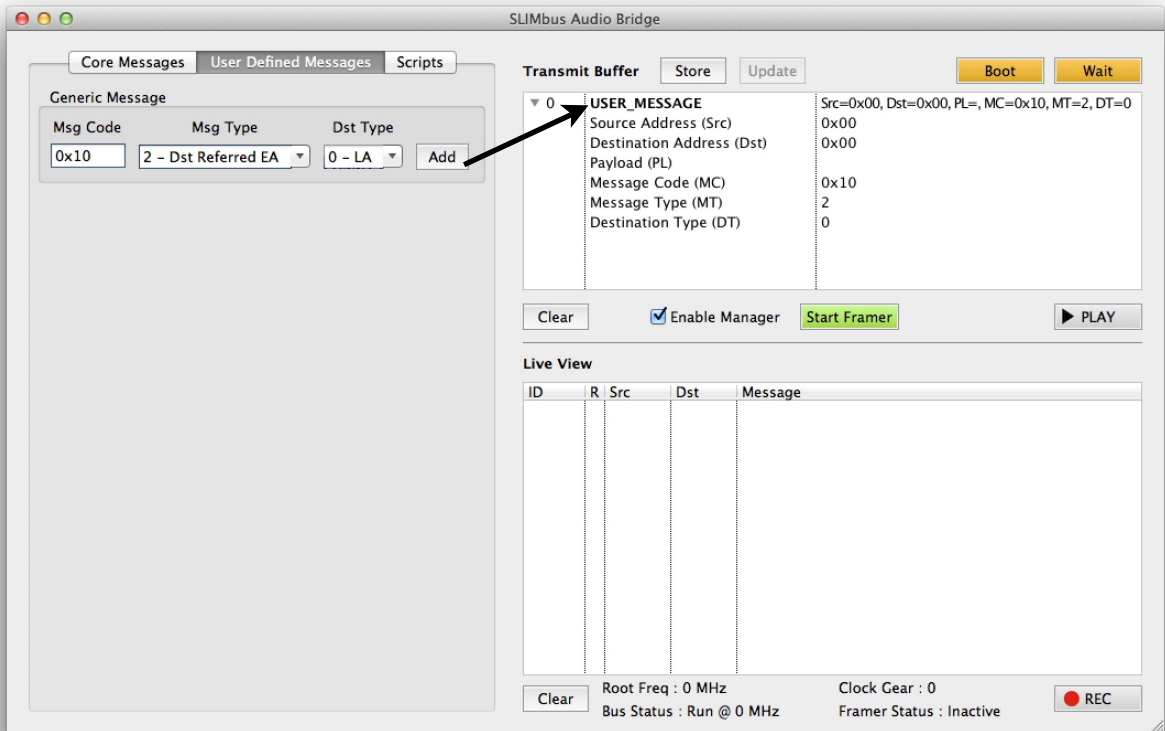 SLIMbus Audio Bridge
Core Messages User Defined Messages Scripts
Generic Message
Msg Code Msg Type Dst Type
0x10 2 - Dst Referred EA 0 - LA Add
Transmit Buffer Store Update Boot Wait
0 USER_MESSAGE Src=0x00, Dst=0x00, PL=, MC=0x10, MT=2, DT=0
Source Address (Src) 0x00
Destination Address (Dst) 0x00
Payload (PL)
Message Code (MC) 0x10
Message Type (MT) 2
Destination Type (DT) 0
Clear Enable Manager Start Framer PLAY
Live View
ID R Src Dst Message
Clear Root Freq : 0 MHz Clock Gear : 0 REC
Bus Status : Run @ 0 MHz Framer Status : Inactive